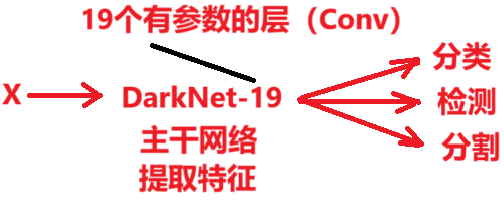 19个有参数的层（Conv）
X
DarkNet-19
主干网络
提取特征
分类
检测
分割